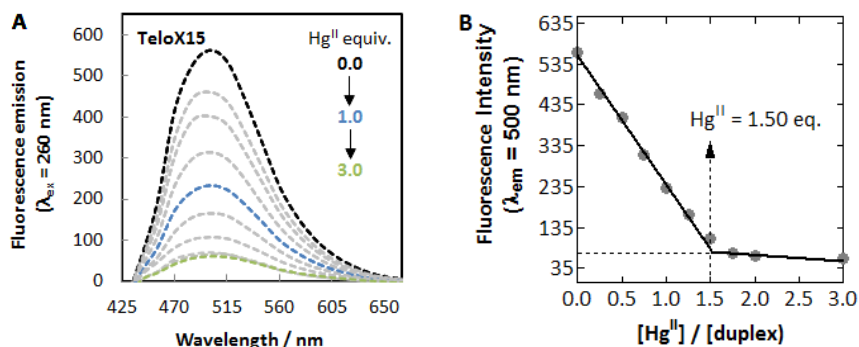 A
TeloX15
Hg^II equiv.
0.0
1.0
3.0
Fluorescence emission
(λex = 260 nm)
600
500
400
300
200
100
0
425 470 515 560 605 650
Wavelength / nm
B
Fluorescence Intensity
(λem = 500 nm)
635
535
435
335
235
135
35
Hg^II = 1.50 eq.
0.0 0.5 1.0 1.5 2.0 2.5 3.0
[Hg^II] / [duplex]